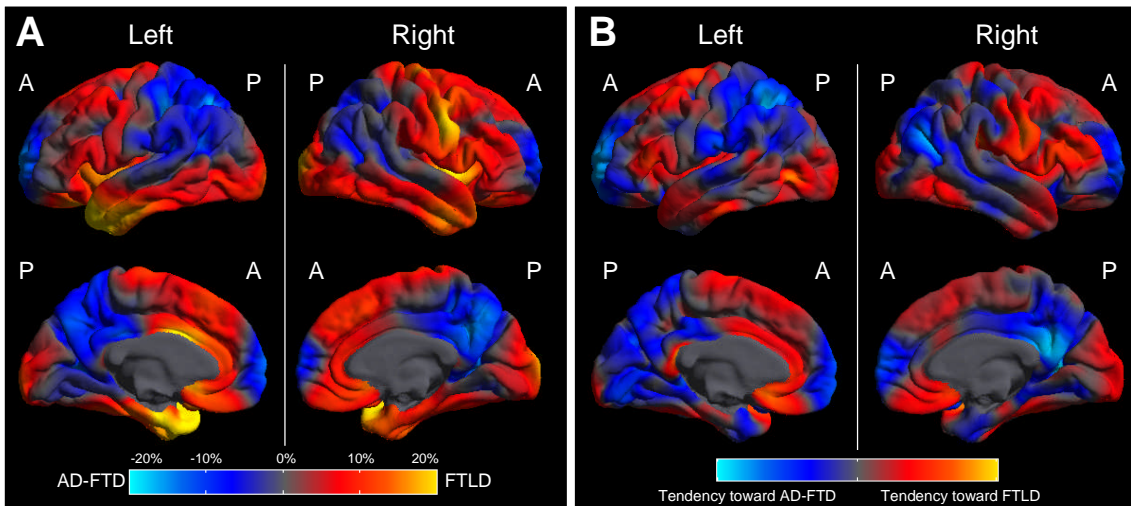 A
Left
Right
A
P
P
A
P
A
A
P
-20%
-10%
0%
10%
20%
AD-FTD
FTLD
B
Left
Right
A
P
P
A
P
A
A
P
Tendency toward AD-FTD
Tendency toward FTLD